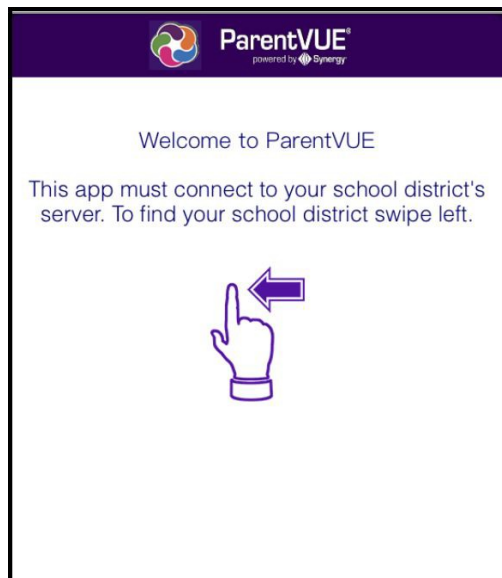 ParentVUE®
powered by Synergy
Welcome to ParentVUE
This app must connect to your school district's
server. To find your school district swipe left.